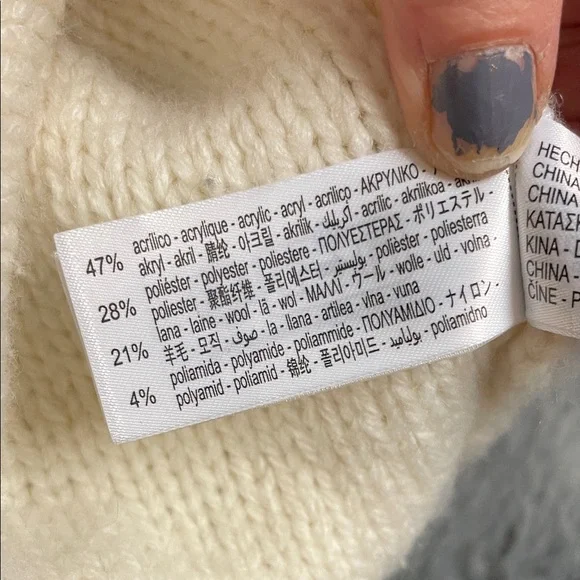 47% acrílico - acrylique - acrylic - acryl - acrilico - ΑΚΡΥΛΙΚΟ -
akryl - akril - 腈纶 - 아크릴 - akrilik - أكريليك - acrílic - akrilikoa -
28% poliéster - polyester - poliestere - ΠΟΛΥΕΣΤΕΡΑΣ - ポリエステル -
poliester - 聚酯纤维 - 폴리에스터 - بوليستر - polièster - poliesterra
21% lana - laine - wool - lã - wol - ΜΑΛΛΙ - ウール - wolle - uld - volna -
羊毛 - 모직 - صوف - la - llana - artilea - vlna - vuna
4% poliamida - polyamide - poliammide - ΠΟΛΥΑΜΙΔΙΟ - ナイロン -
polyamid - poliamid - 锦纶 - 폴리아미드 - بولياميد - poliamidno
HECH
CHINA
CHINA
ΚΑΤΑΣΚ
KINA - D
CHINA -
ČÍNE - P